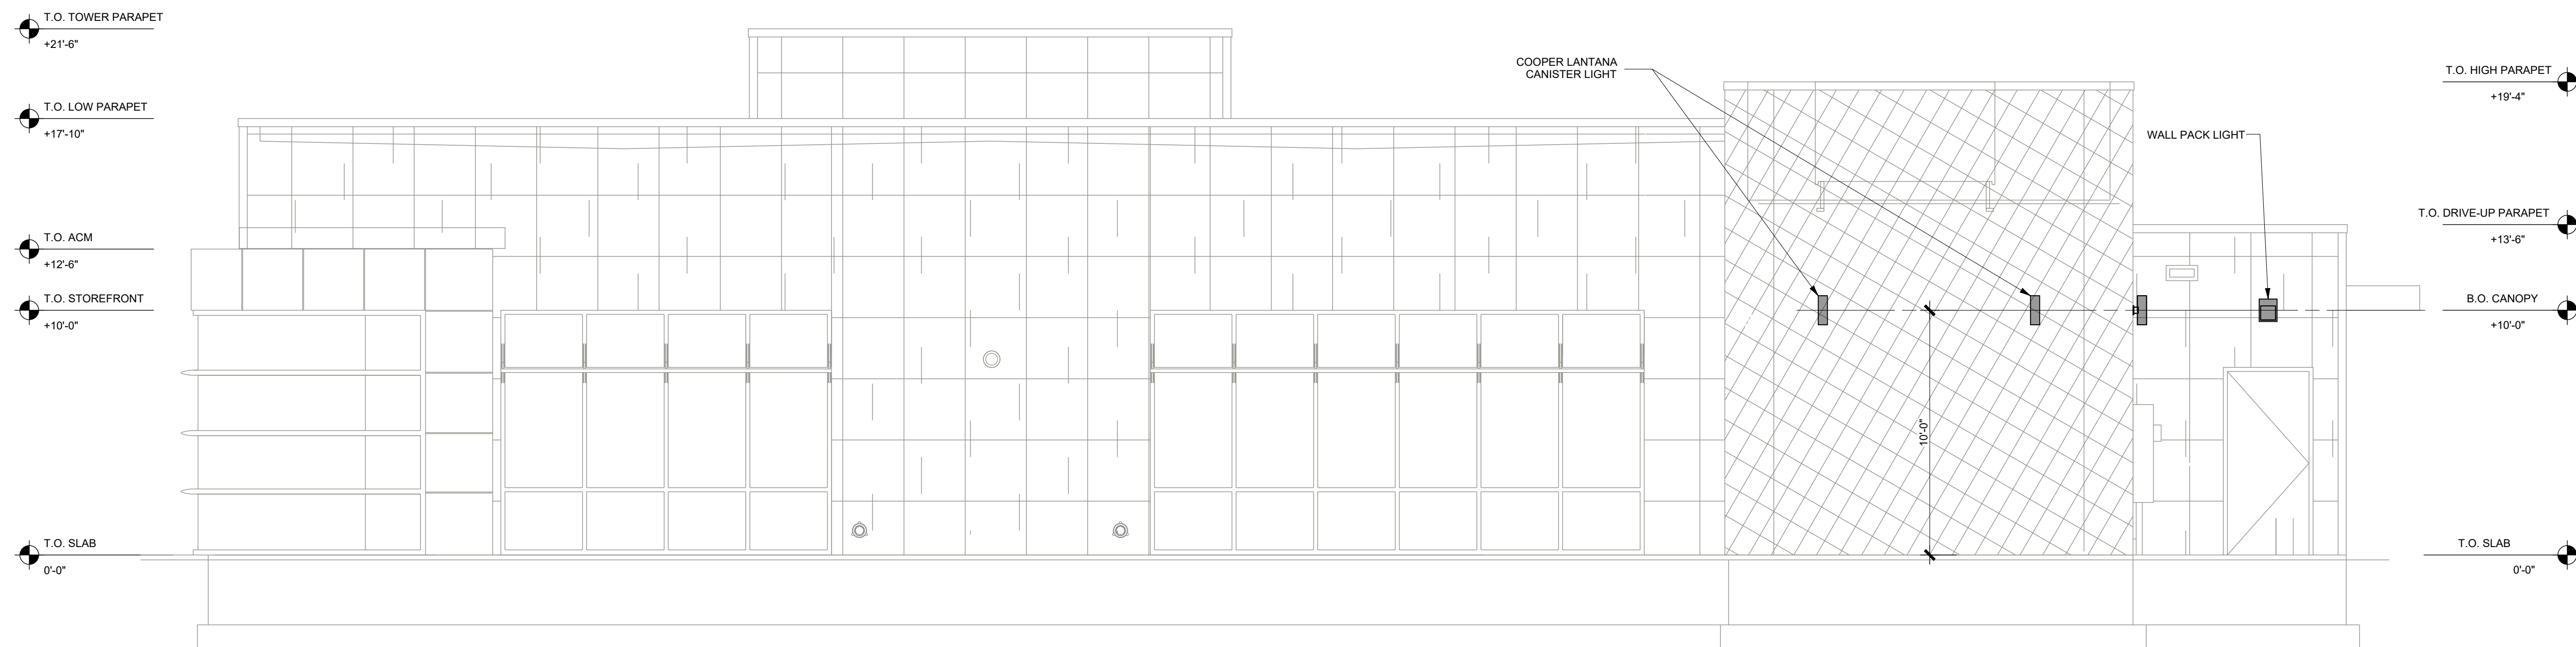 T.O. TOWER PARAPET
+21'-6"
T.O. LOW PARAPET
+17'-10"
T.O. ACM
+12'-6"
T.O. STOREFRONT
+10'-0"
T.O. SLAB
0'-0"
COOPER LANTANA
CANISTER LIGHT
WALL PACK LIGHT
10'-0"
T.O. HIGH PARAPET
+19'-4"
T.O. DRIVE-UP PARAPET
+13'-6"
B.O. CANOPY
+10'-0"
T.O. SLAB
0'-0"